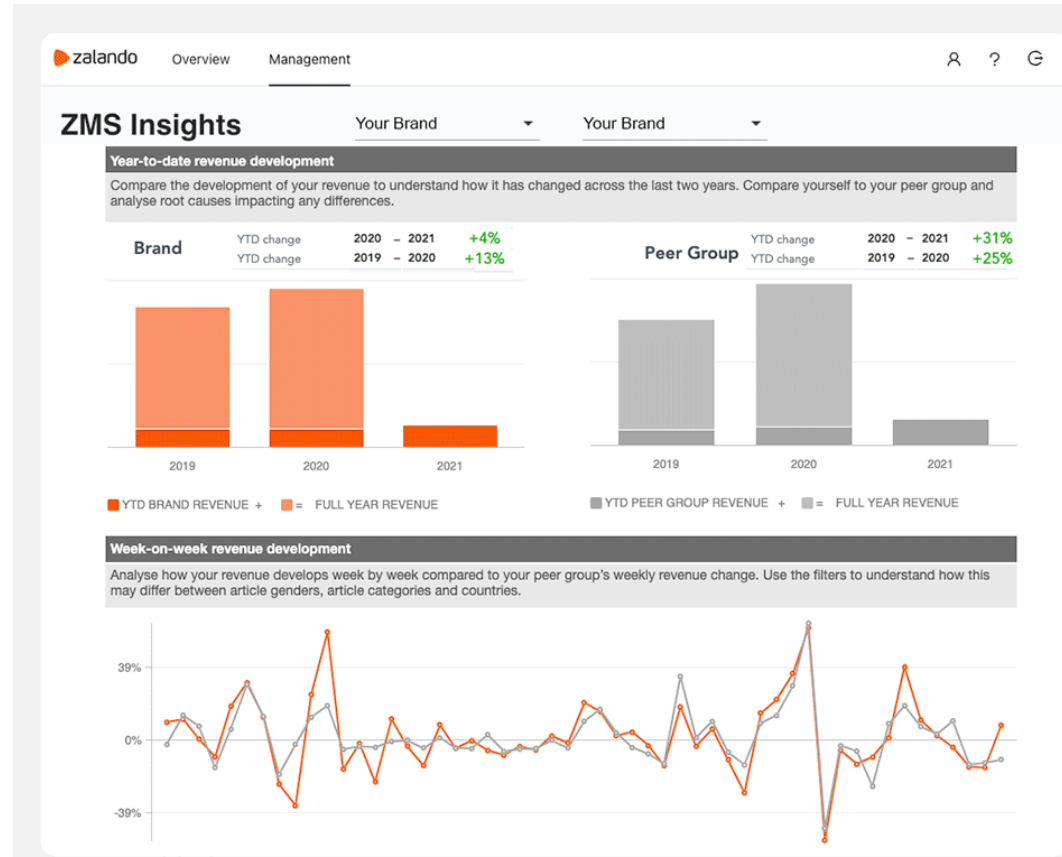 zalando Overview Management ?
ZMS Insights Your Brand Your Brand
Year-to-date revenue development
Compare the development of your revenue to understand how it has changed across the last two years. Compare yourself to your peer group and
analyse root causes impacting any differences.
Brand
YTD change 2020 – 2021 +4%
YTD change 2019 – 2020 +13%
Peer Group
YTD change 2020 – 2021 +31%
YTD change 2019 – 2020 +25%
2019 2020 2021
2019 2020 2021
YTD BRAND REVENUE + = FULL YEAR REVENUE
YTD PEER GROUP REVENUE + = FULL YEAR REVENUE
Week-on-week revenue development
Analyse how your revenue develops week by week compared to your peer group's weekly revenue change. Use the filters to understand how this
may differ between article genders, article categories and countries.
39%
0%
-39%